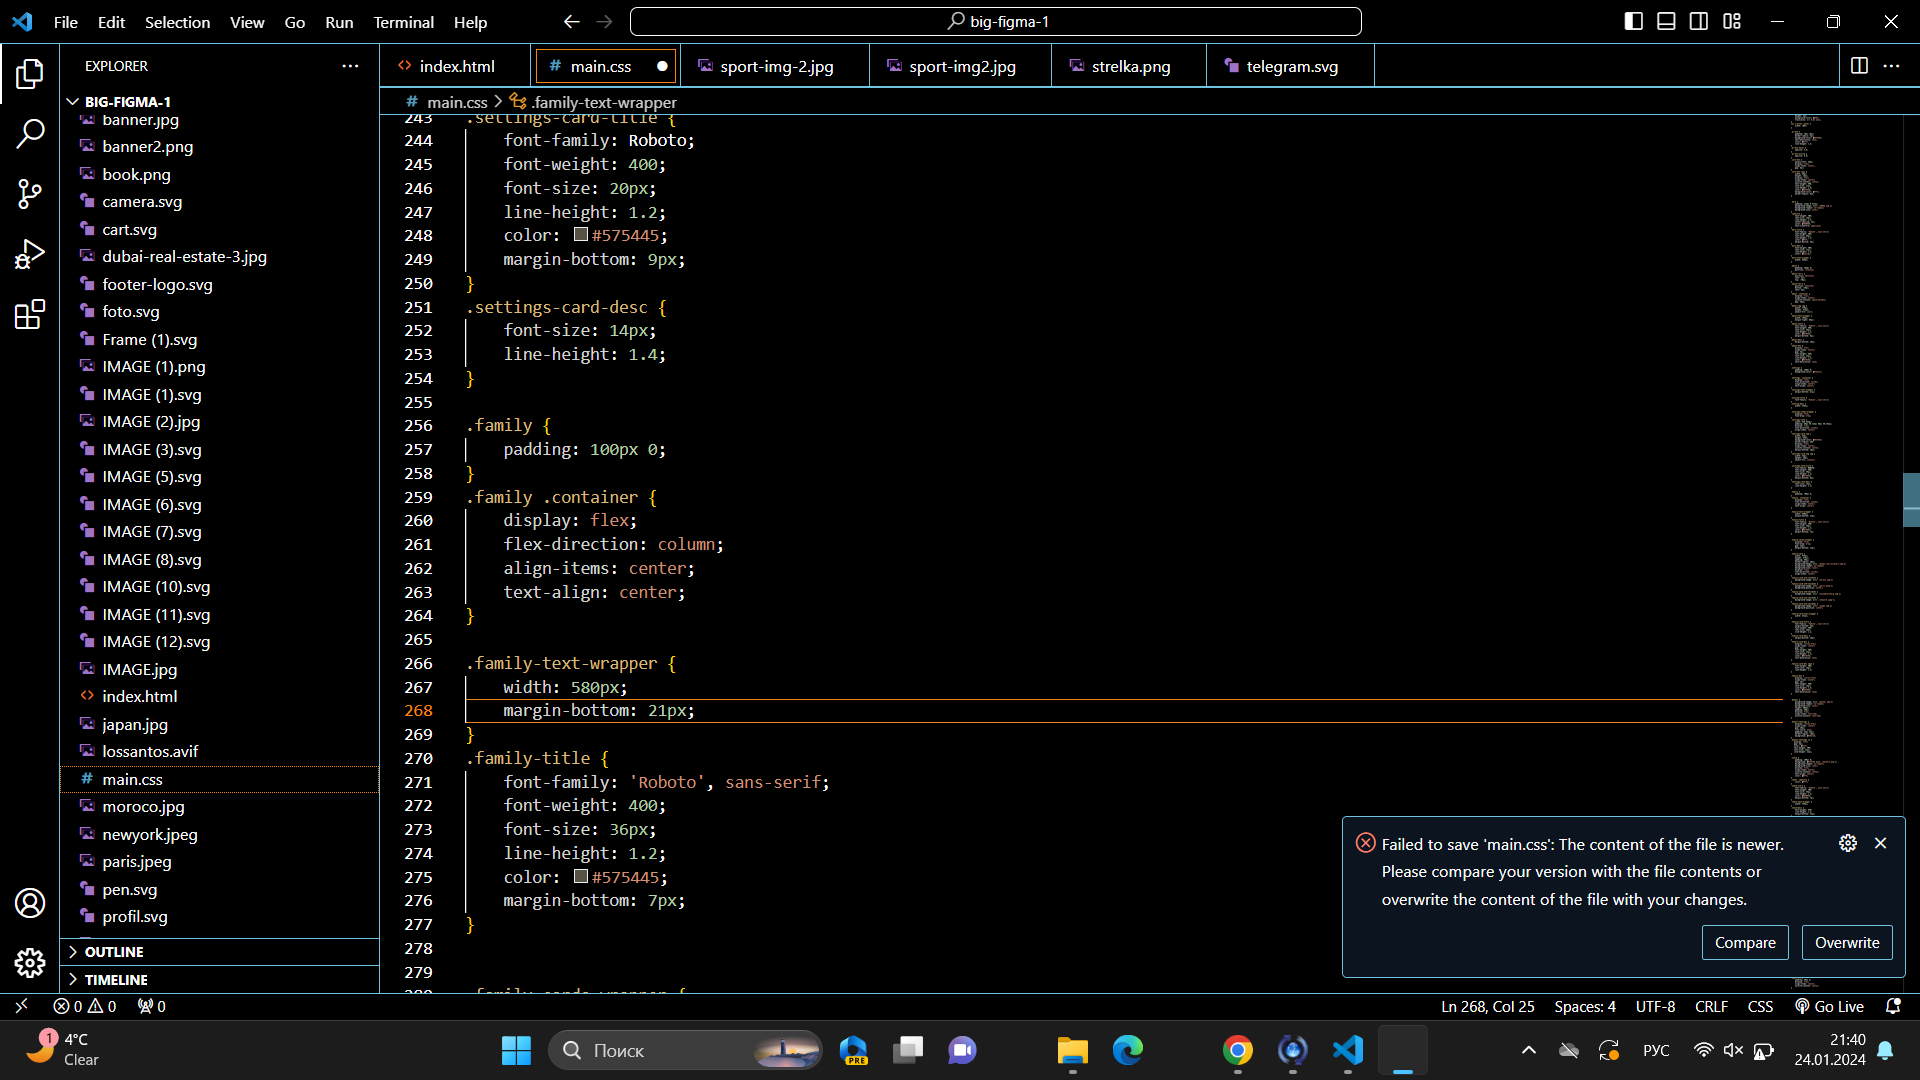 File Edit Selection View Go Run Terminal Help
big-figma-1
EXPLORER
BIG-FIGMA-1
banner.jpg
banner2.png
book.png
camera.svg
cart.svg
dubai-real-estate-3.jpg
footer-logo.svg
foto.svg
Frame (1).svg
IMAGE (1).png
IMAGE (1).svg
IMAGE (2).jpg
IMAGE (3).svg
IMAGE (5).svg
IMAGE (6).svg
IMAGE (7).svg
IMAGE (8).svg
IMAGE (10).svg
IMAGE (11).svg
IMAGE (12).svg
IMAGE.jpg
index.html
japan.jpg
lossantos.avif
main.css
moroco.jpg
newyork.jpeg
paris.jpeg
pen.svg
profil.svg
OUTLINE
TIMELINE
index.html main.css sport-img-2.jpg sport-img2.jpg strelka.png telegram.svg
main.css .family-text-wrapper
243 .settings-card-title {
244 font-family: Roboto;
245 font-weight: 400;
246 font-size: 20px;
247 line-height: 1.2;
248 color: #575445;
249 margin-bottom: 9px;
250 }
251 .settings-card-desc {
252 font-size: 14px;
253 line-height: 1.4;
254 }
255
256 .family {
257 padding: 100px 0;
258 }
259 .family .container {
260 display: flex;
261 flex-direction: column;
262 align-items: center;
263 text-align: center;
264 }
265
266 .family-text-wrapper {
267 width: 580px;
268 margin-bottom: 21px;
269 }
270 .family-title {
271 font-family: 'Roboto', sans-serif;
272 font-weight: 400;
273 font-size: 36px;
274 line-height: 1.2;
275 color: #575445;
276 margin-bottom: 7px;
277 }
278
279
280 .family-cards-wrapper {
Failed to save 'main.css': The content of the file is newer.
Please compare your version with the file contents or
overwrite the content of the file with your changes.
Compare Overwrite
0 0 0 Ln 268, Col 25 Spaces: 4 UTF-8 CRLF CSS Go Live
1 4°C
Clear
Поиск
PRE
РУС
21:40
24.01.2024